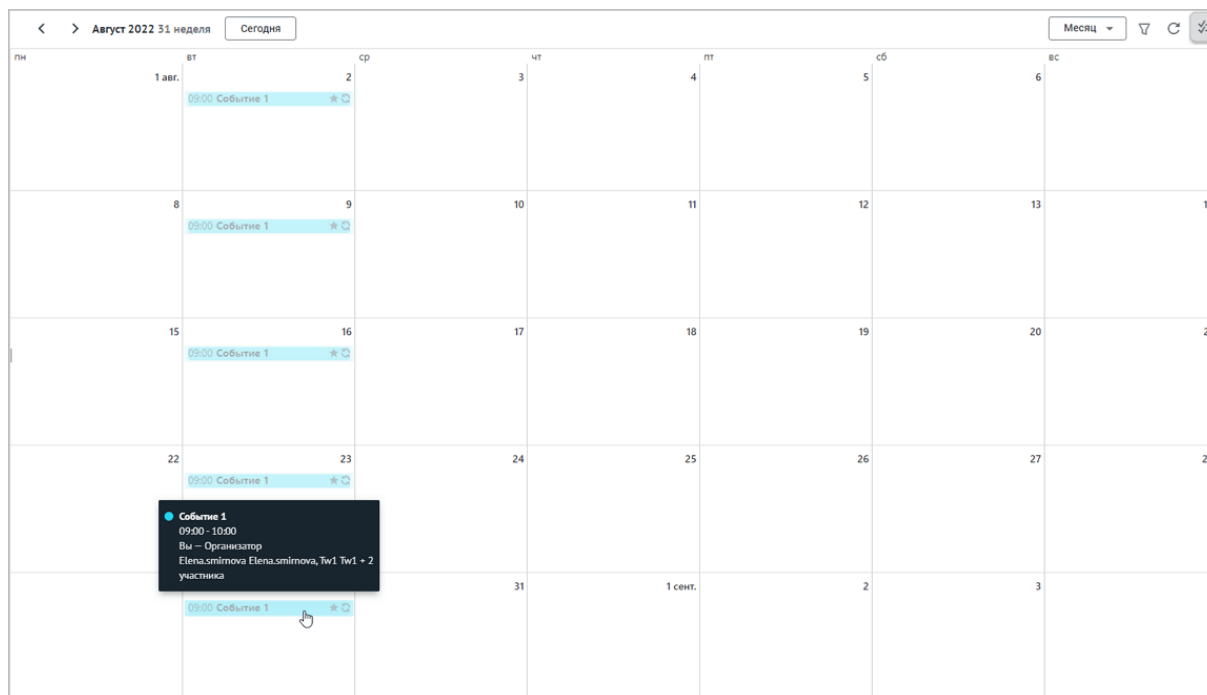 Август 2022 31 неделя Сегодня Месяц
пн вт ср чт пт сб вс
1 авг. 2 3 4 5 6
09:00 Событие 1
8 9 10 11 12 13
09:00 Событие 1
15 16 17 18 19 20
09:00 Событие 1
22 23 24 25 26 27
09:00 Событие 1
Событие 1
09:00 - 10:00
Вы — Организатор
Elena.smirnova Elena.smirnova, Tw1 Tw1 + 2
участника
31 1 сент. 2 3
09:00 Событие 1